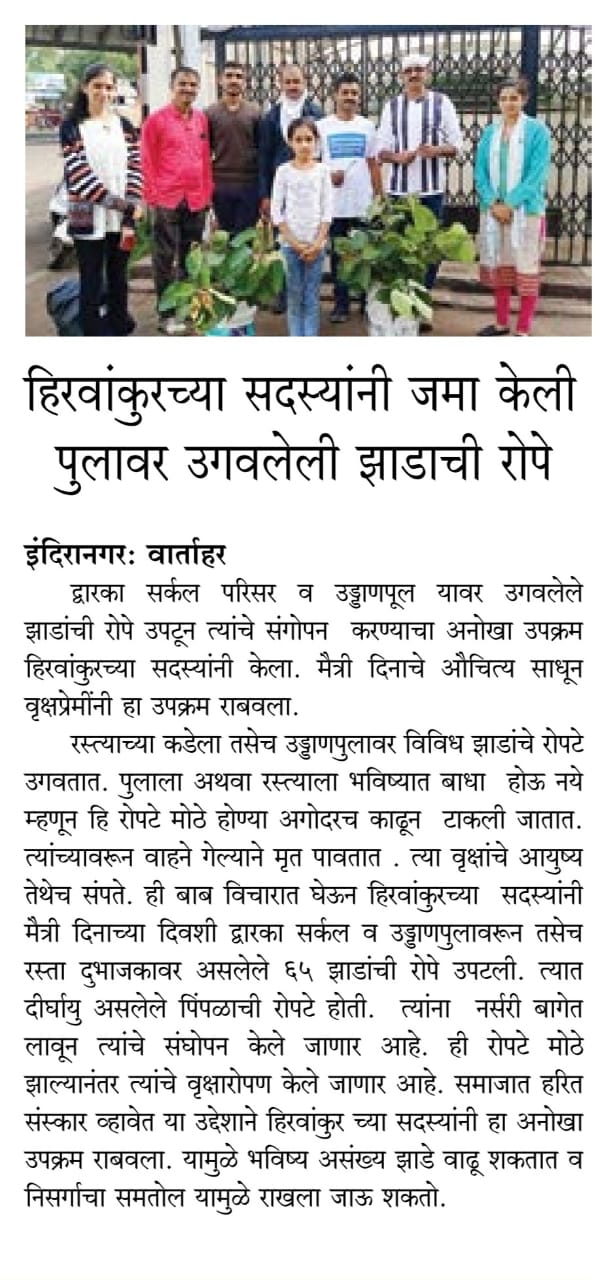 हिरवांकुरच्या सदस्यांनी जमा केली
पुलावर उगवलेली झाडाची रोपे
इंदिरानगर: वार्ताहर
द्वारका सर्कल परिसर व उड्डाणपूल यावर उगवलेले
झाडांची रोपे उपटून त्यांचे संगोपन करण्याचा अनोखा उपक्रम
हिरवांकुरच्या सदस्यांनी केला. मैत्री दिनाचे औचित्य साधून
वृक्षप्रेमींनी हा उपक्रम राबवला.
रस्त्याच्या कडेला तसेच उड्डाणपुलावर विविध झाडांचे रोपटे
उगवतात. पुलाला अथवा रस्त्याला भविष्यात बाधा होऊ नये
म्हणून हि रोपटे मोठे होण्या अगोदरच काढून टाकली जातात.
त्यांच्यावरून वाहने गेल्याने मृत पावतात . त्या वृक्षांचे आयुष्य
तेथेच संपते. ही बाब विचारात घेऊन हिरवांकुरच्या सदस्यांनी
मैत्री दिनाच्या दिवशी द्वारका सर्कल व उड्डाणपुलावरून तसेच
रस्ता दुभाजकावर असलेले ६५ झाडांची रोपे उपटली. त्यात
दीर्घायु असलेले पिंपळाची रोपटे होती. त्यांना नर्सरी बागेत
लावून त्यांचे संघोपन केले जाणार आहे. ही रोपटे मोठे
झाल्यानंतर त्यांचे वृक्षारोपण केले जाणार आहे. समाजात हरित
संस्कार व्हावेत या उद्देशाने हिरवांकुर च्या सदस्यांनी हा अनोखा
उपक्रम राबवला. यामुळे भविष्य असंख्य झाडे वाढू शकतात व
निसर्गाचा समतोल यामुळे राखला जाऊ शकतो.